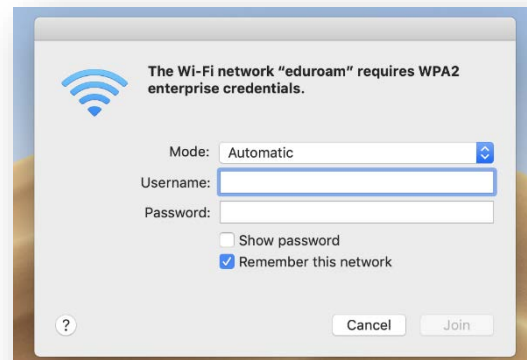 The Wi-Fi network “eduroam” requires WPA2
enterprise credentials.
Mode: Automatic
Username:
Password:
Show password
Remember this network
? Cancel Join